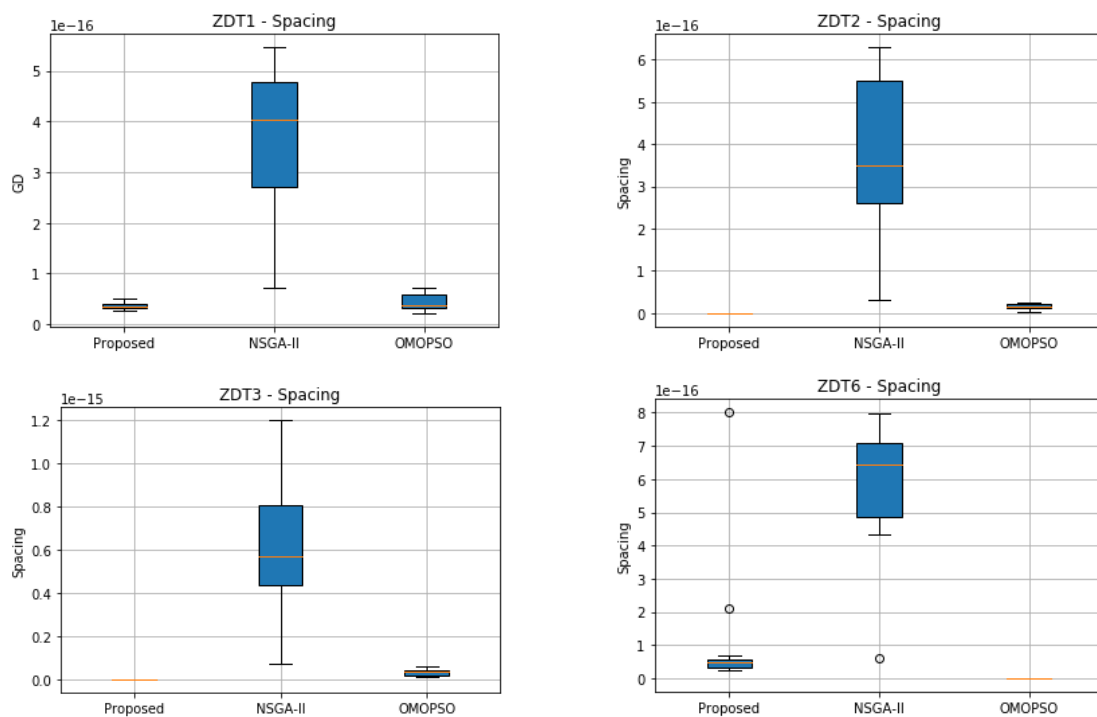 ZDT1 - Spacing
1e−16
5
4
3
2
1
0
GD
Proposed NSGA-II OMOPSO
ZDT2 - Spacing
1e−16
6
5
4
3
2
1
0
Spacing
Proposed NSGA-II OMOPSO
ZDT3 - Spacing
1e−15
1.2
1.0
0.8
0.6
0.4
0.2
0.0
Spacing
Proposed NSGA-II OMOPSO
ZDT6 - Spacing
1e−16
8
7
6
5
4
3
2
1
0
Spacing
Proposed NSGA-II OMOPSO